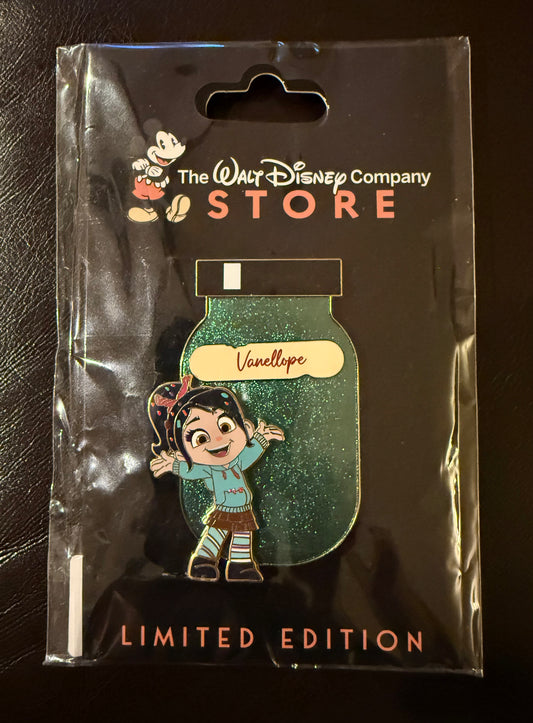 The WALT DISNEY Company
STORE
Vanellope
LIMITED EDITION